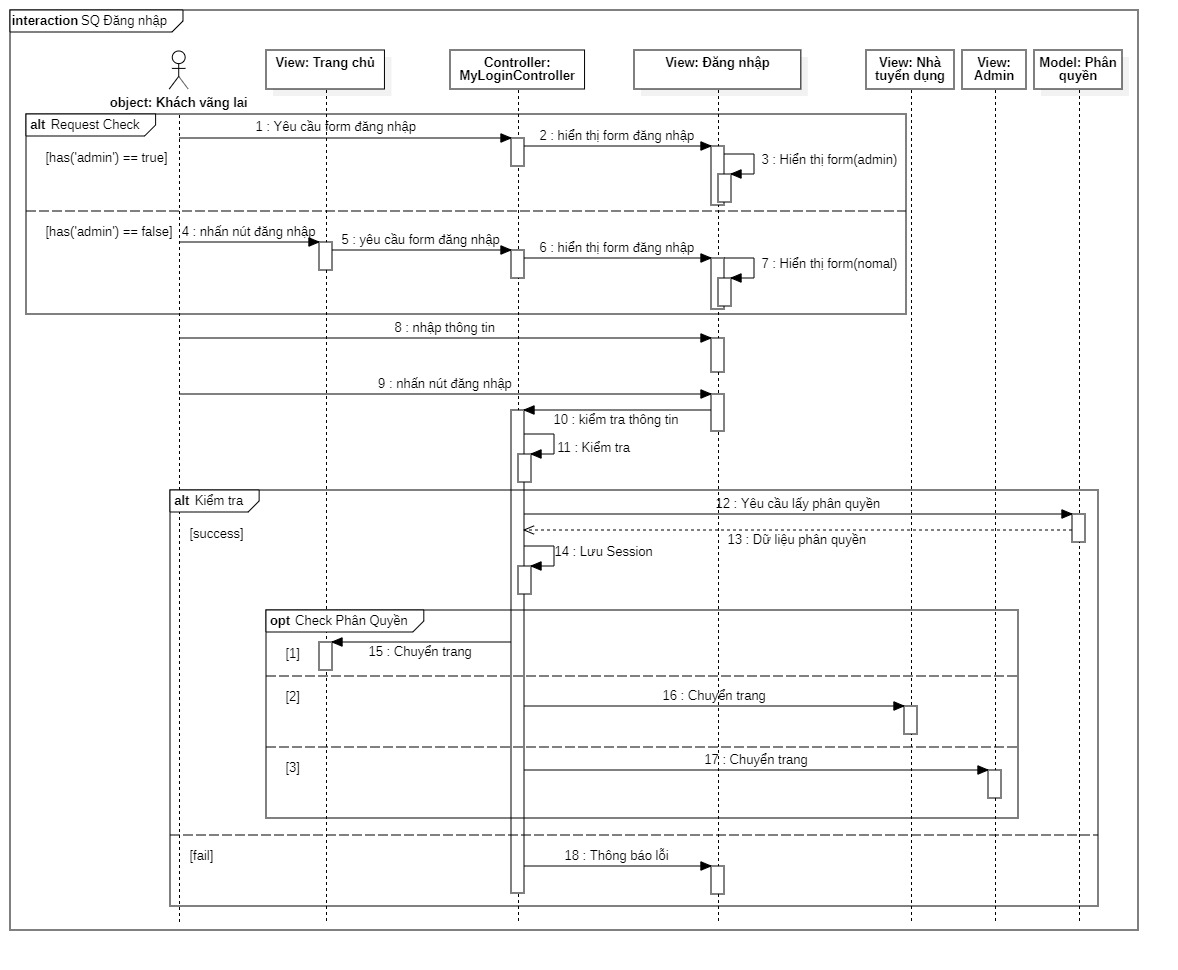 interaction SQ Đăng nhập
object: Khách vãng lai
View: Trang chủ
Controller:
MyLoginController
View: Đăng nhập
View: Nhà
tuyển dụng
View:
Admin
Model: Phân
quyền
alt Request Check
1 : Yêu cầu form đăng nhập
2 : hiển thị form đăng nhập
[has('admin') == true]
3 : Hiển thị form(admin)
[has('admin') == false]
4 : nhấn nút đăng nhập
5 : yêu cầu form đăng nhập
6 : hiển thị form đăng nhập
7 : Hiển thị form(nomal)
8 : nhập thông tin
9 : nhấn nút đăng nhập
10 : kiểm tra thông tin
11 : Kiểm tra
alt Kiểm tra
12 : Yêu cầu lấy phân quyền
[success]
13 : Dữ liệu phân quyền
14 : Lưu Session
opt Check Phân Quyền
[1]
15 : Chuyển trang
[2]
16 : Chuyển trang
17 : Chuyển trang
[3]
[fail]
18 : Thông báo lỗi